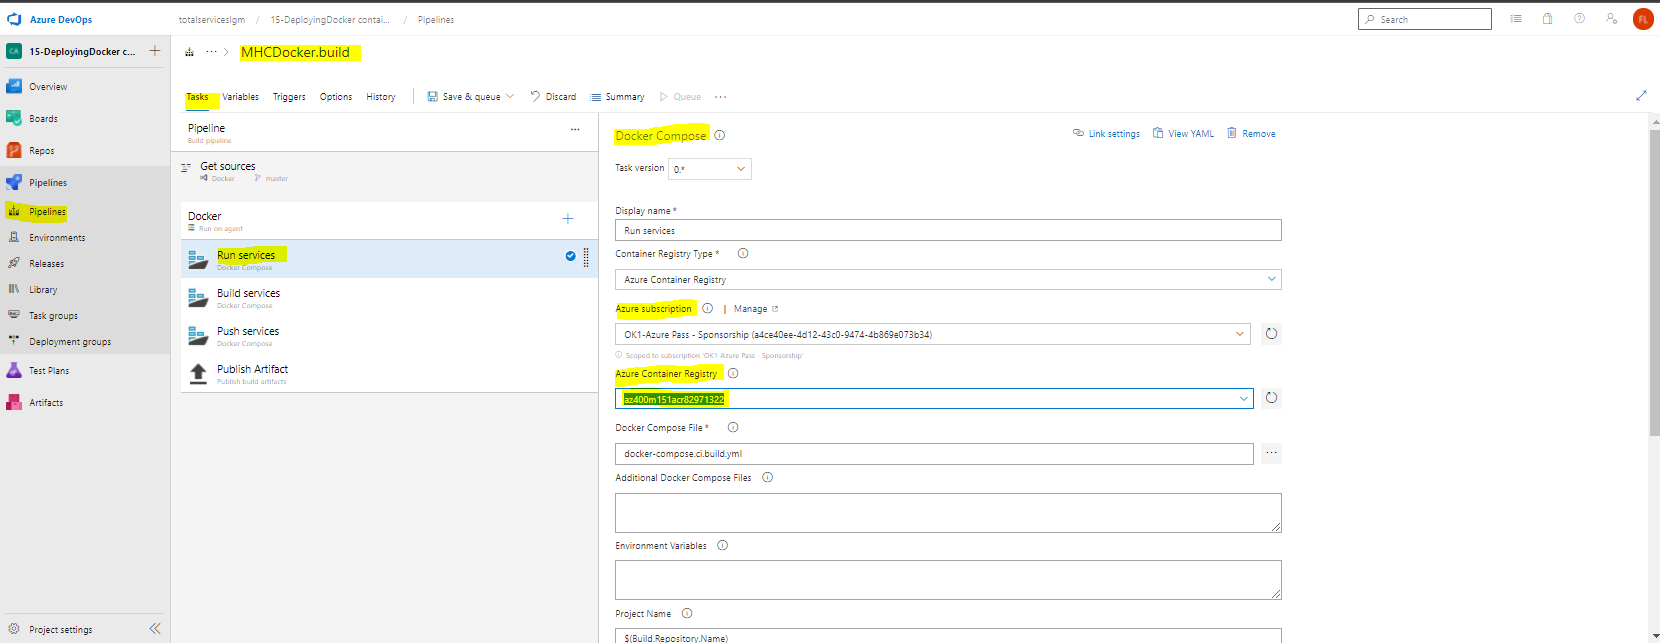 Azure DevOps
totalserviceslgm / 15-DeployingDocker contai... / Pipelines
Search
FL
CA 15-DeployingDocker c...
MHCDocker.build
Overview
Boards
Repos
Pipelines
Pipelines
Environments
Releases
Library
Task groups
Deployment groups
Test Plans
Artifacts
Project settings
Tasks Variables Triggers Options History Save & queue Discard Summary Queue
Pipeline
Build pipeline
Get sources
Docker master
Docker
Run on agent
Run services
Docker Compose
Build services
Docker Compose
Push services
Docker Compose
Publish Artifact
Publish build artifacts
Docker Compose
Link settings View YAML Remove
Task version 0.*
Display name *
Run services
Container Registry Type *
Azure Container Registry
Azure subscription | Manage
OK1-Azure Pass - Sponsorship (a4ce40ee-4d12-43c0-9474-4b869e073b34)
Scoped to subscription 'OK1-Azure Pass - Sponsorship'
Azure Container Registry
az400m151acr82971322
Docker Compose File *
docker-compose.ci.build.yml
Additional Docker Compose Files
Environment Variables
Project Name
$(Build.Repository.Name)